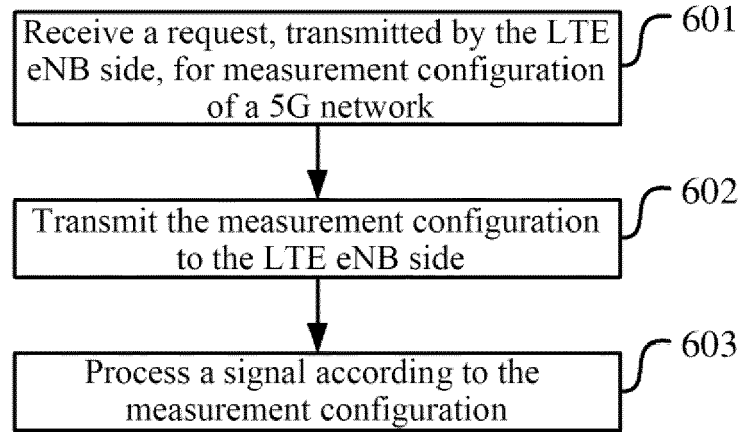 Receive a request, transmitted by the LTE
eNB side, for measurement configuration
of a 5G network
601
Transmit the measurement configuration
to the LTE eNB side
602
Process a signal according to the
measurement configuration
603